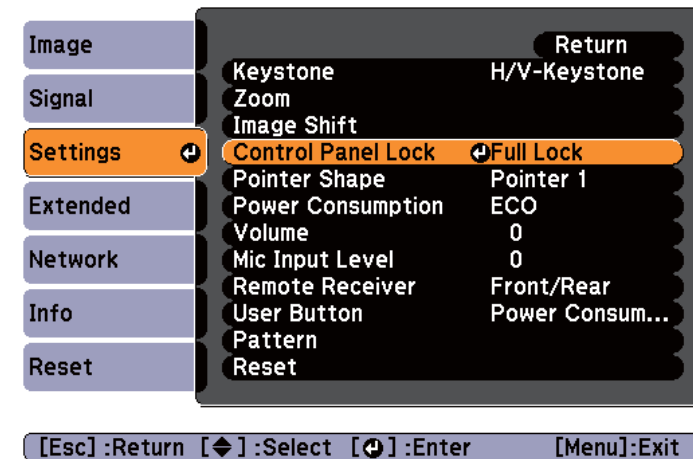 Image
Signal
Settings
Extended
Network
Info
Reset
Return
Keystone H/V-Keystone
Zoom
Image Shift
Control Panel Lock Full Lock
Pointer Shape Pointer 1
Power Consumption ECO
Volume 0
Mic Input Level 0
Remote Receiver Front/Rear
User Button Power Consum...
Pattern
Reset
[Esc] :Return [◆] :Select [↵] :Enter [Menu]:Exit